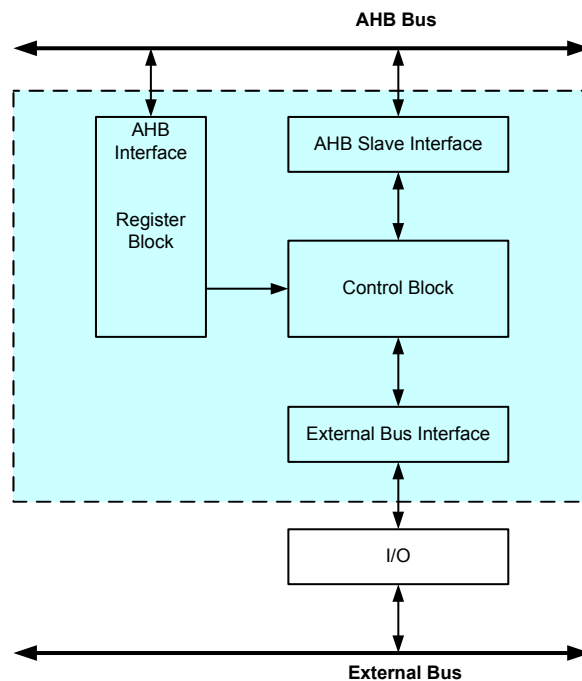 AHB Bus
AHB
Interface
Register
Block
AHB Slave Interface
Control Block
External Bus Interface
I/O
External Bus